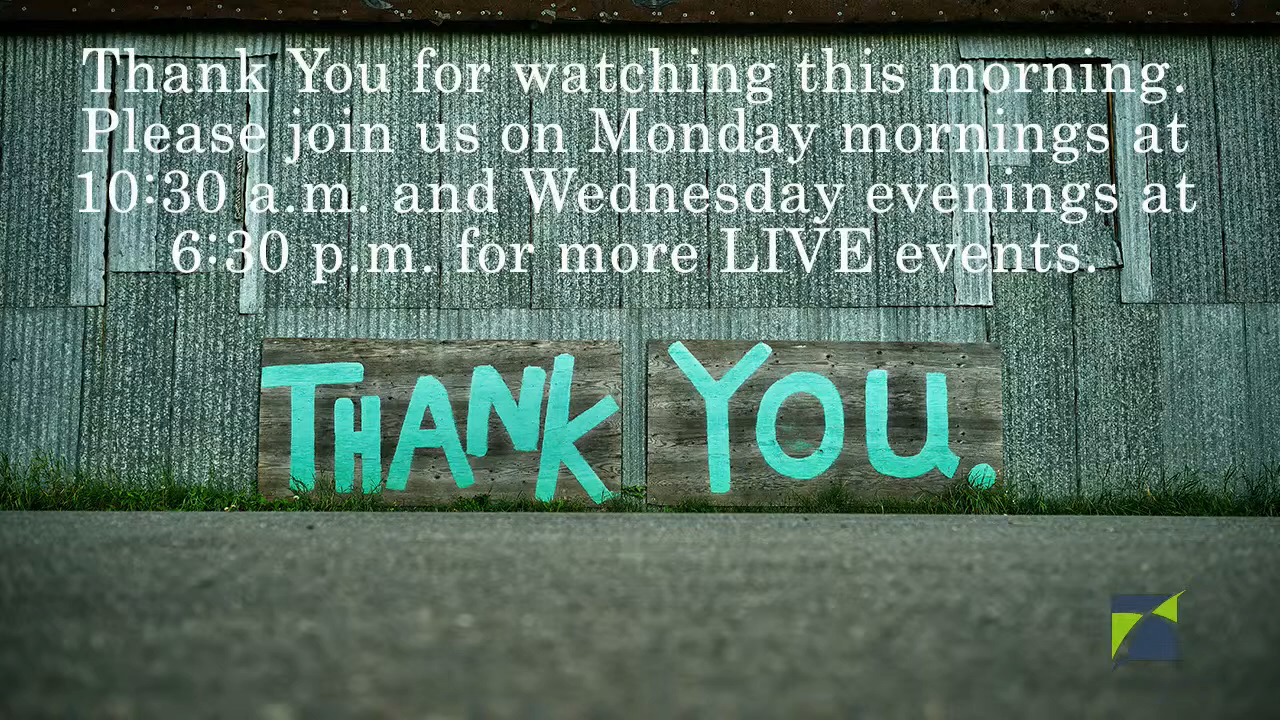 Thank You for watching this morning.
Please join us on Monday mornings at
10:30 a.m. and Wednesday evenings at
6:30 p.m. for more LIVE events.
THANK YOU.